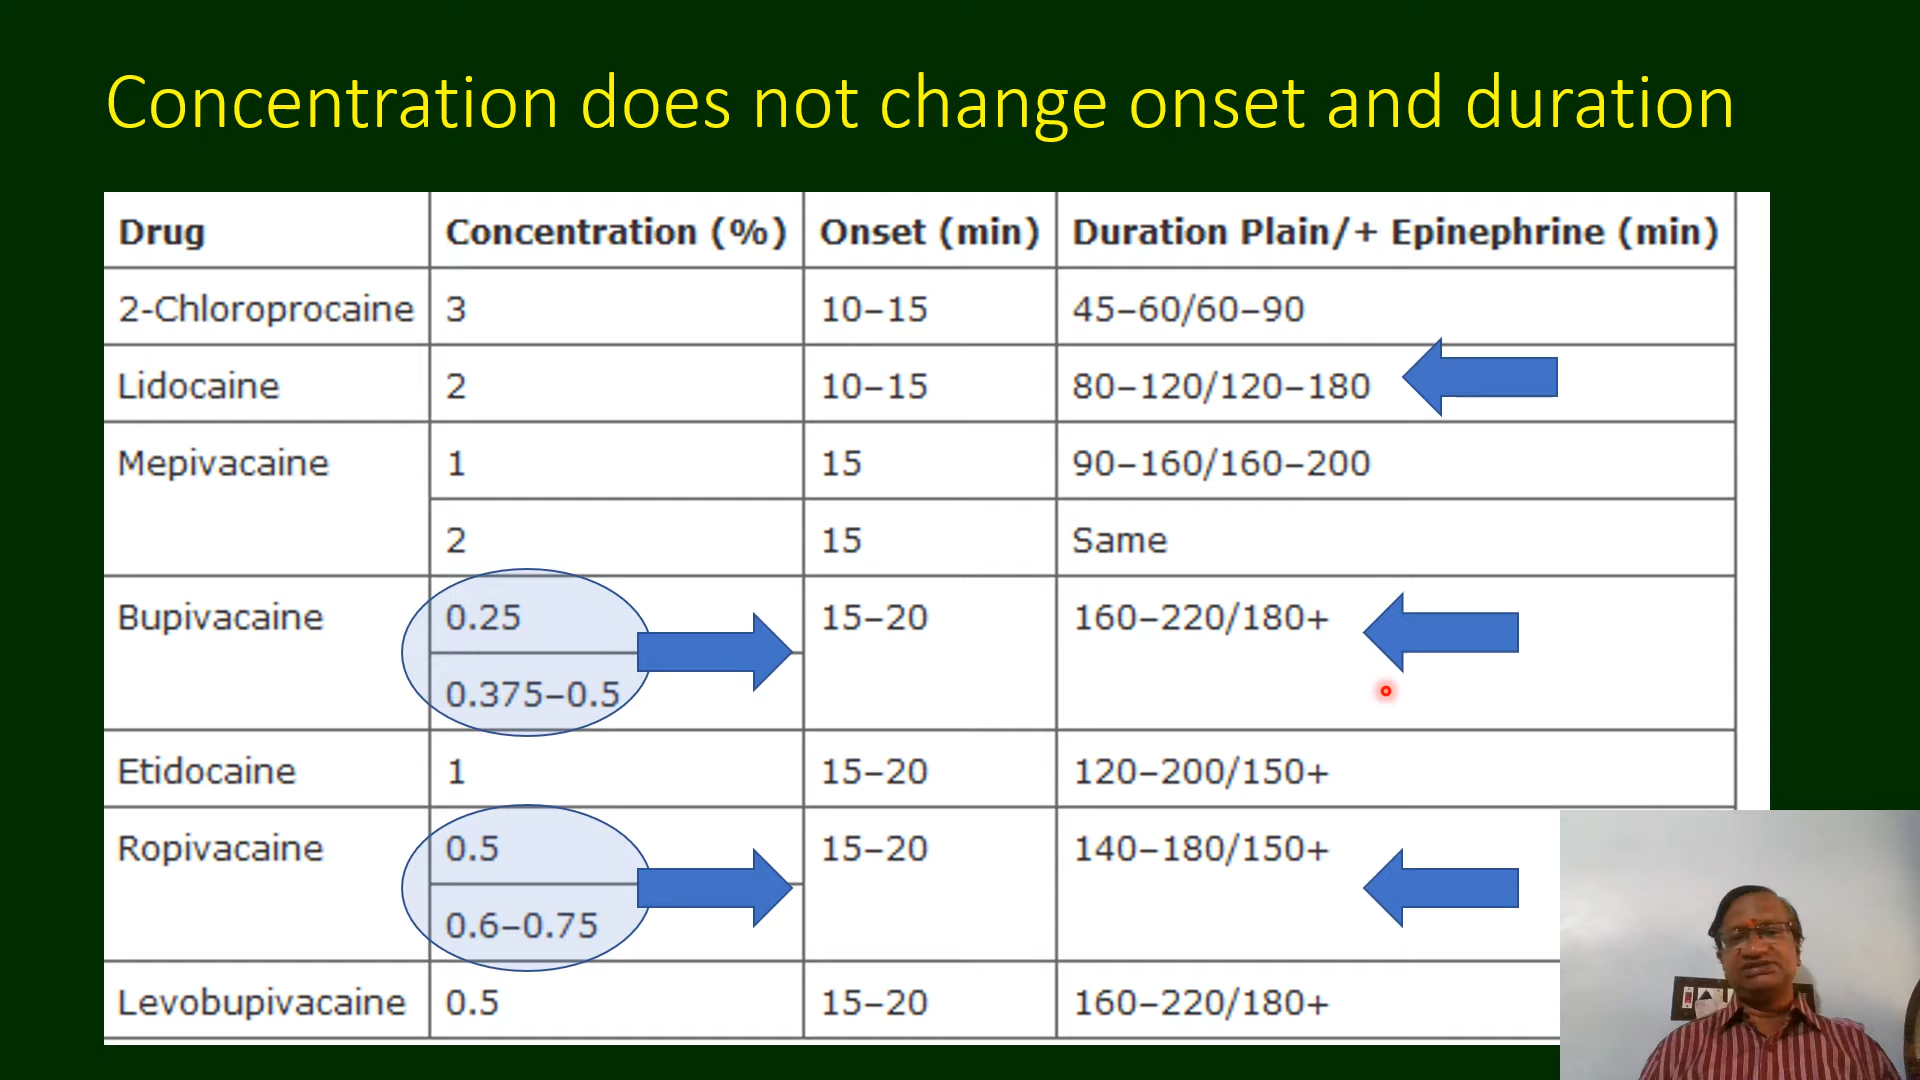 Concentration does not change onset and duration
Drug Concentration (%) Onset (min) Duration Plain/+ Epinephrine (min)
2-Chloroprocaine 3 10–15 45–60/60–90
Lidocaine 2 10–15 80–120/120–180
Mepivacaine 1 15 90–160/160–200
2 15 Same
Bupivacaine 0.25 15–20 160–220/180+
0.375–0.5
Etidocaine 1 15–20 120–200/150+
Ropivacaine 0.5 15–20 140–180/150+
0.6–0.75
Levobupivacaine 0.5 15–20 160–220/180+